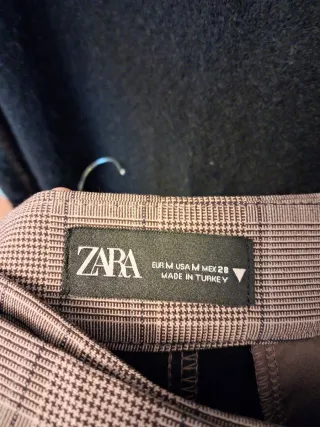 ZARA
EUR M USA M MEX 28
MADE IN TURKEY